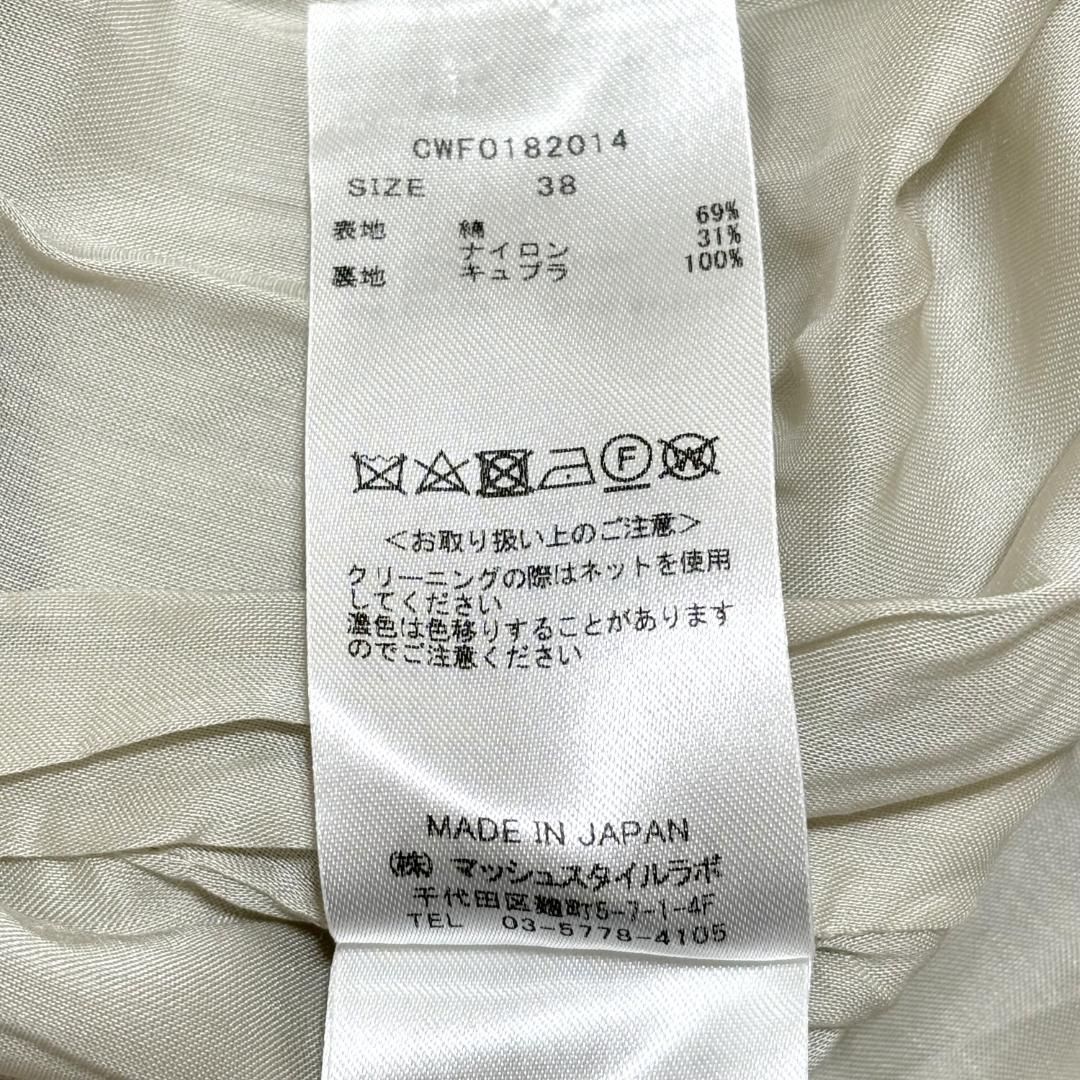 CWF0182014
SIZE 38
表地 綿 69%
ナイロン 31%
裏地 キュプラ 100%
F
W
<お取り扱い上のご注意>
クリーニングの際はネットを使用
してください
濃色は色移りすることがあります
のでご注意ください
MADE IN JAPAN
(株) マッシュスタイルラボ
千代田区麹町5-7-1-4F
TEL 03-5778-4105